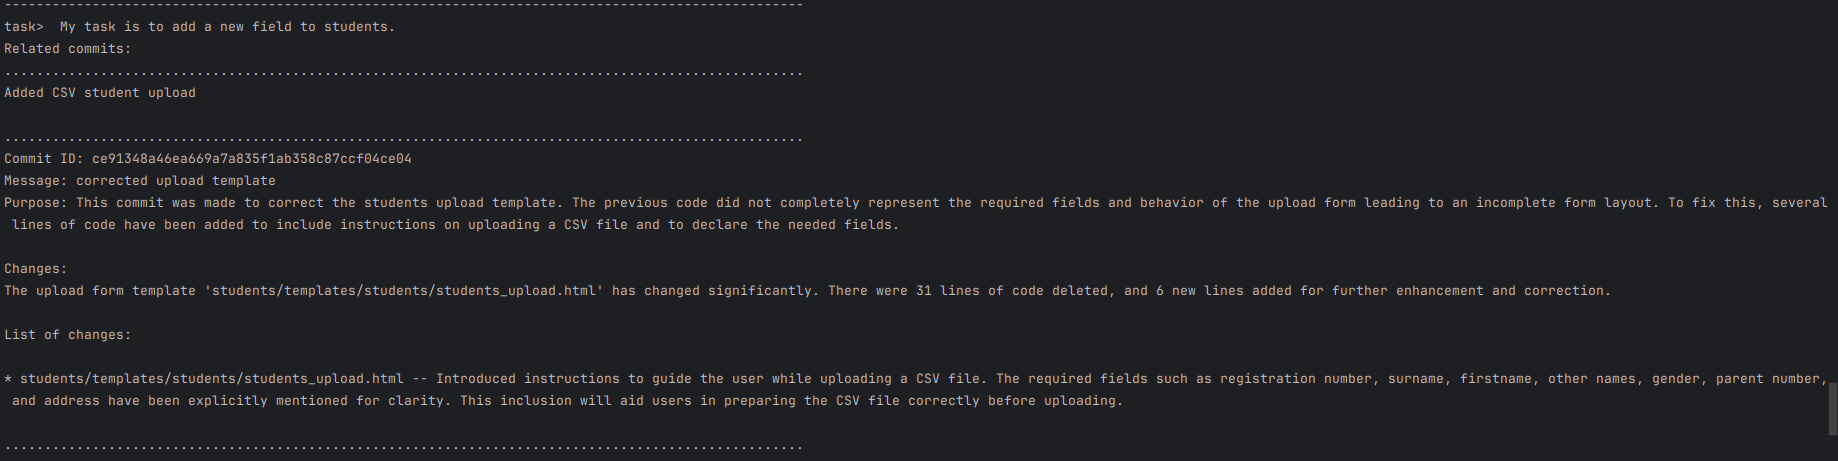 ----------------------------------------------------------------------------------------------------
task>  My task is to add a new field to students.
Related commits:
....................................................................................................
Added CSV student upload
....................................................................................................
Commit ID: ce91348a46ea669a7a835f1ab358c87ccf04ce04
Message: corrected upload template
Purpose: This commit was made to correct the students upload template. The previous code did not completely represent the required fields and behavior of the upload form leading to an incomplete form layout. To fix this, several
lines of code have been added to include instructions on uploading a CSV file and to declare the needed fields.
Changes:
The upload form template 'students/templates/students/students_upload.html' has changed significantly. There were 31 lines of code deleted, and 6 new lines added for further enhancement and correction.
List of changes:
* students/templates/students/students_upload.html -- Introduced instructions to guide the user while uploading a CSV file. The required fields such as registration number, surname, firstname, other names, gender, parent number,
and address have been explicitly mentioned for clarity. This inclusion will aid users in preparing the CSV file correctly before uploading.
....................................................................................................